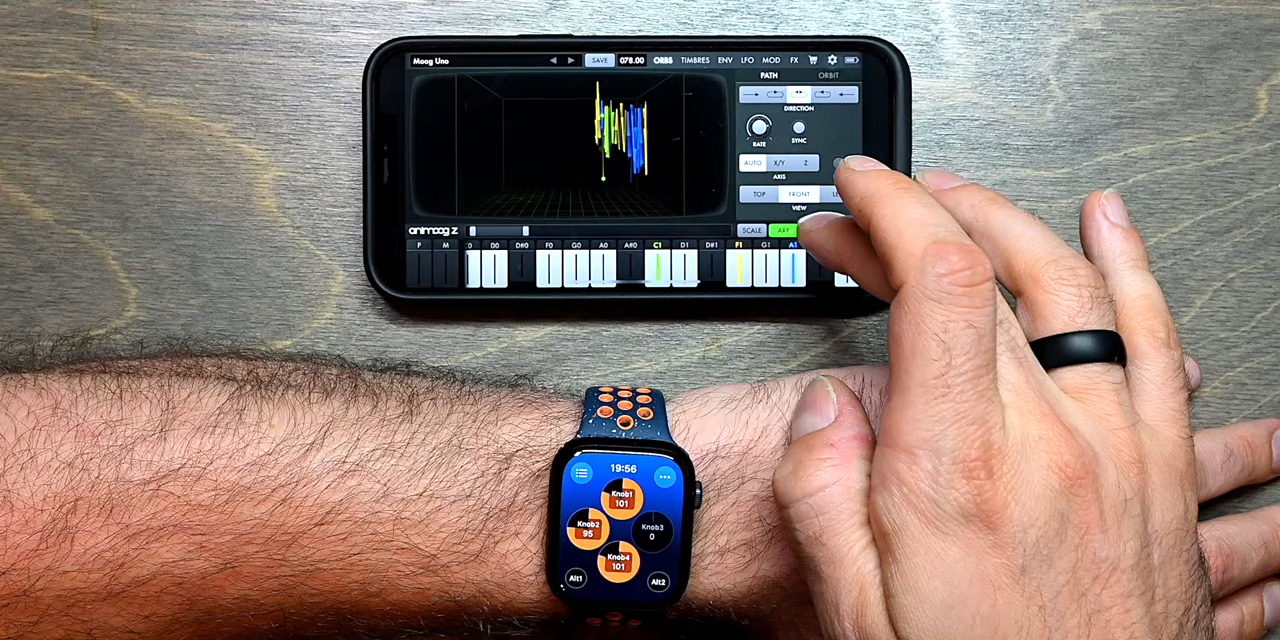 Moog Uno SAVE 078.00 ORBS TIMBRES ENV LFO MOD FX
PATH ORBIT
DIRECTION
RATE SYNC
AUTO X/Y Z
AXIS
TOP FRONT
VIEW
animoog Z SCALE ARP
P M D0 D#0 F0 G0 A0 A#0 C1 D1 D#1 F1 G1 A1
19:56
Knob1
101
Knob2
95
Knob3
0
Knob4
101
Alt1 Alt2